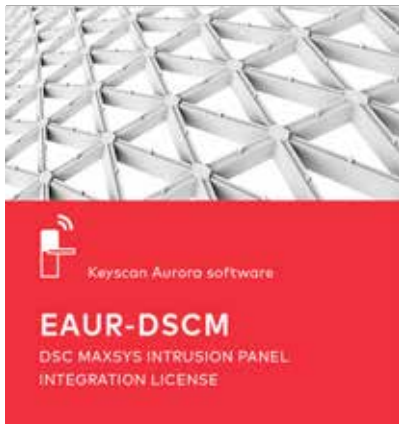 Keyscan Aurora software
EAUR-DSCM
DSC MAXSYS INTRUSION PANEL
INTEGRATION LICENSE